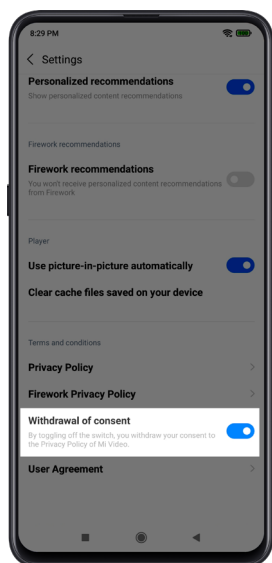 8:29 PM
Settings
Personalized recommendations
Show personalized content recommendations
Firework recommendations
Firework recommendations
You won't receive personalized content recommendations
from Firework
Player
Use picture-in-picture automatically
Clear cache files saved on your device
Terms and conditions
Privacy Policy
Firework Privacy Policy
Withdrawal of consent
By toggling off the switch, you withdraw your consent to
the Privacy Policy of Mi Video.
User Agreement